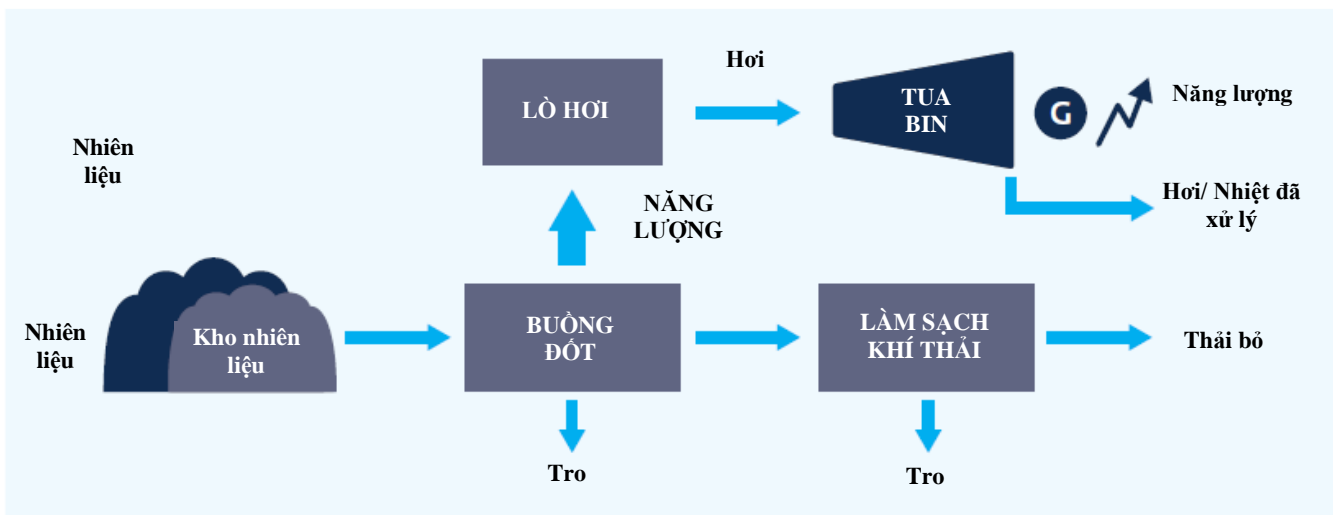 Hơi
LÒ HƠI
TUA
BIN
G
Năng lượng
Nhiên
liệu
NĂNG
LƯỢNG
Hơi/ Nhiệt đã
xử lý
Nhiên
liệu
Kho nhiên
liệu
BUỒNG
ĐỐT
LÀM SẠCH
KHÍ THẢI
Thải bỏ
Tro
Tro